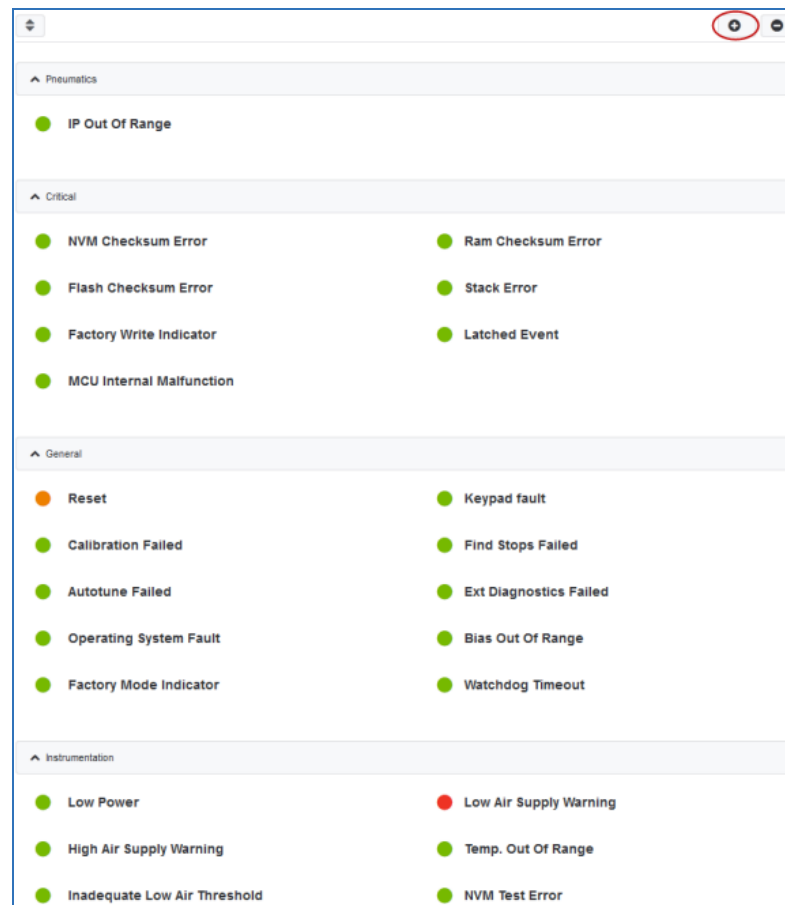 Pneumatics
IP Out Of Range
Critical
NVM Checksum Error
Ram Checksum Error
Flash Checksum Error
Stack Error
Factory Write Indicator
Latched Event
MCU Internal Malfunction
General
Reset
Keypad fault
Calibration Failed
Find Stops Failed
Autotune Failed
Ext Diagnostics Failed
Operating System Fault
Bias Out Of Range
Factory Mode Indicator
Watchdog Timeout
Instrumentation
Low Power
Low Air Supply Warning
High Air Supply Warning
Temp. Out Of Range
Inadequate Low Air Threshold
NVM Test Error